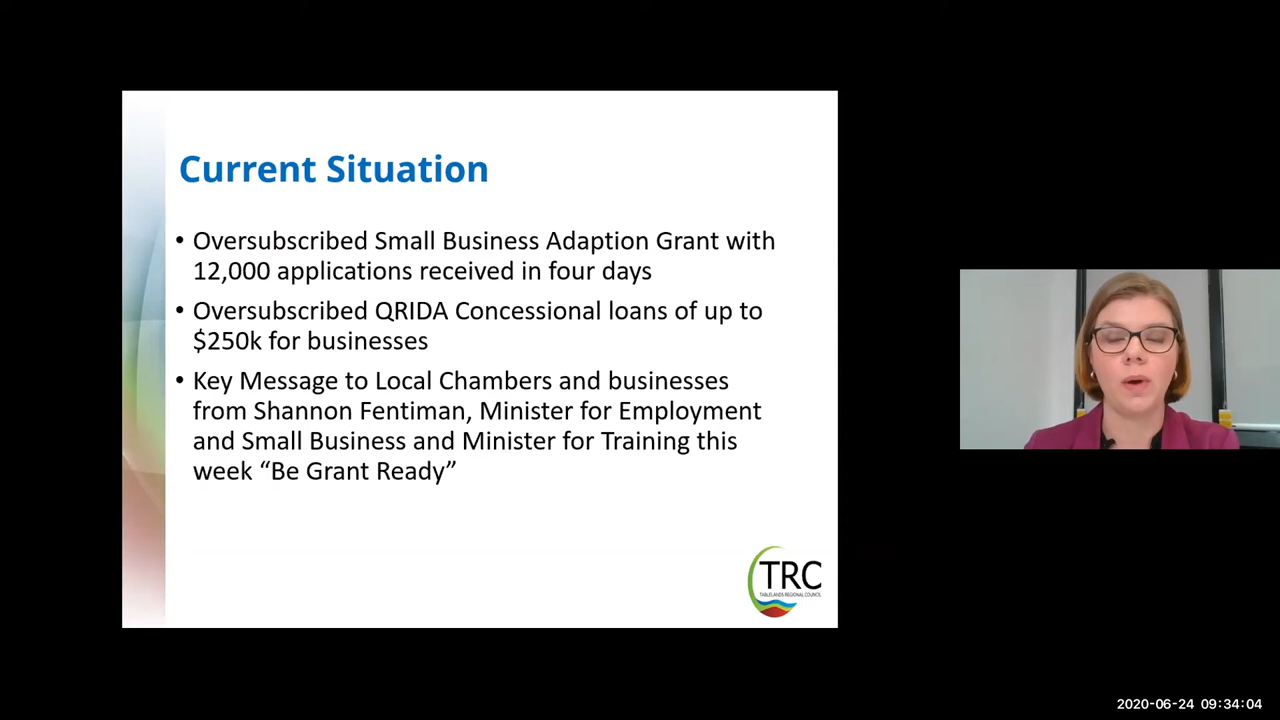 Current Situation
• Oversubscribed Small Business Adaption Grant with
12,000 applications received in four days
• Oversubscribed QRIDA Concessional loans of up to
$250k for businesses
• Key Message to Local Chambers and businesses
from Shannon Fentiman, Minister for Employment
and Small Business and Minister for Training this
week “Be Grant Ready”
TRC
TABLELANDS REGIONAL COUNCIL
2020-06-24 09:34:04